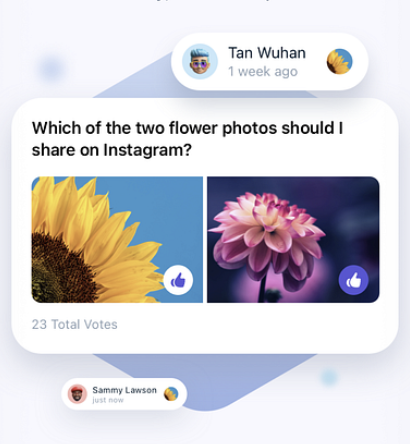 Tan Wuhan
1 week ago
Which of the two flower photos should I
share on Instagram?
23 Total Votes
Sammy Lawson
just now